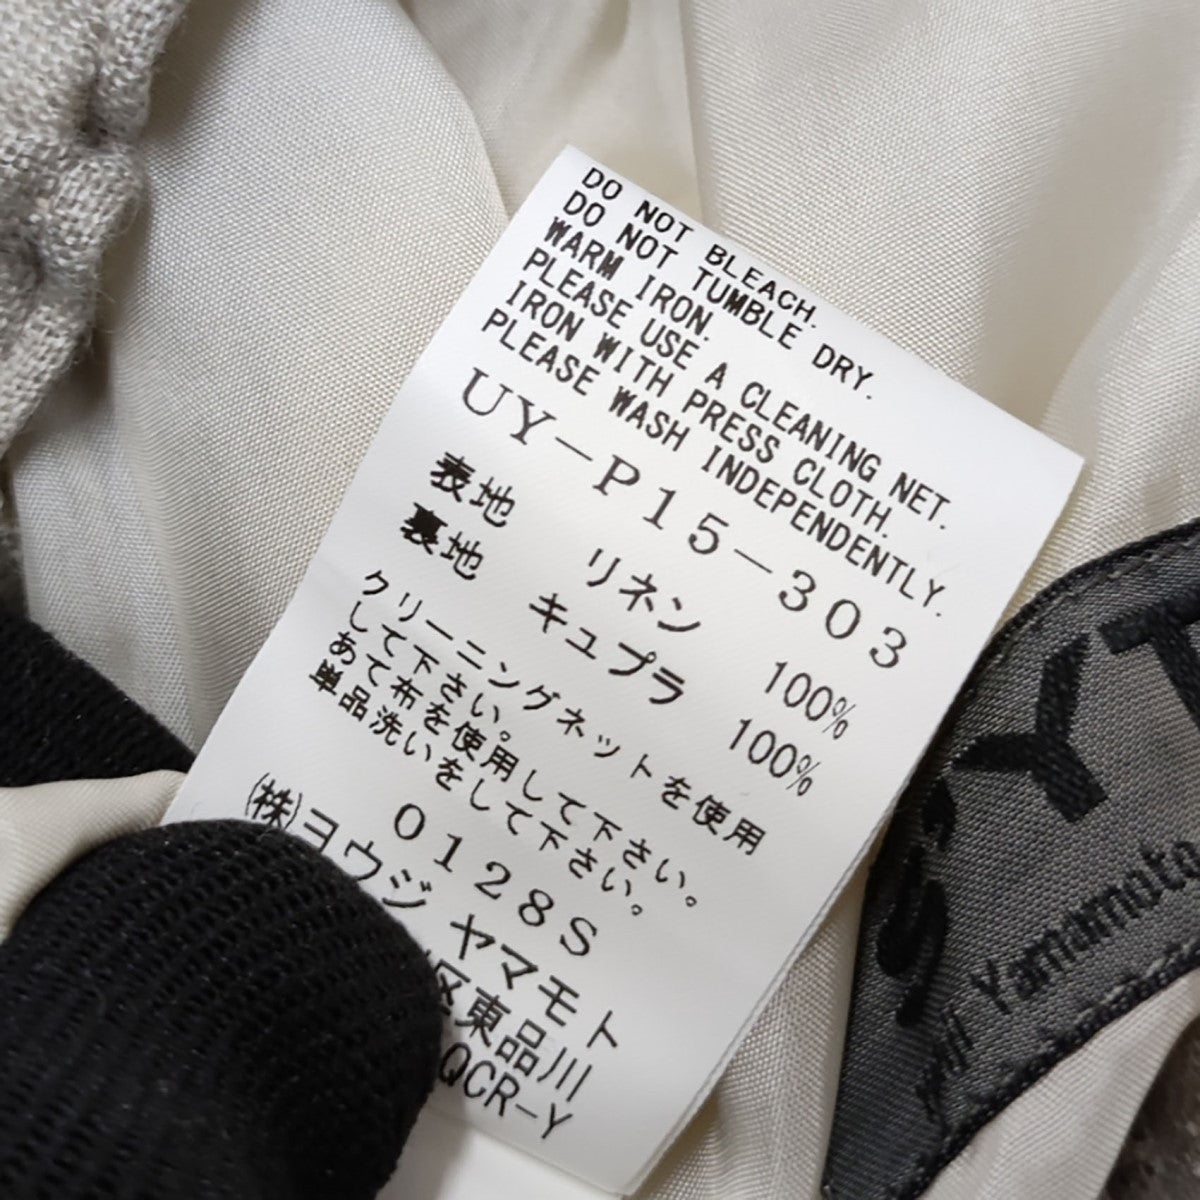 DO NOT BLEACH.
DO NOT TUMBLE DRY.
WARM IRON.
PLEASE USE A CLEANING NET.
IRON WITH PRESS CLOTH.
PLEASE WASH INDEPENDENTLY.
UY-P15-303
表地 リネン 100%
裏地 キュプラ 100%
クリーニングネットを使用
して下さい。
あて布を使用して下さい。
単品洗いをして下さい。
0128S
(株)ヨウジ ヤマモト
区東品川
QCR-Y
Yamamoto